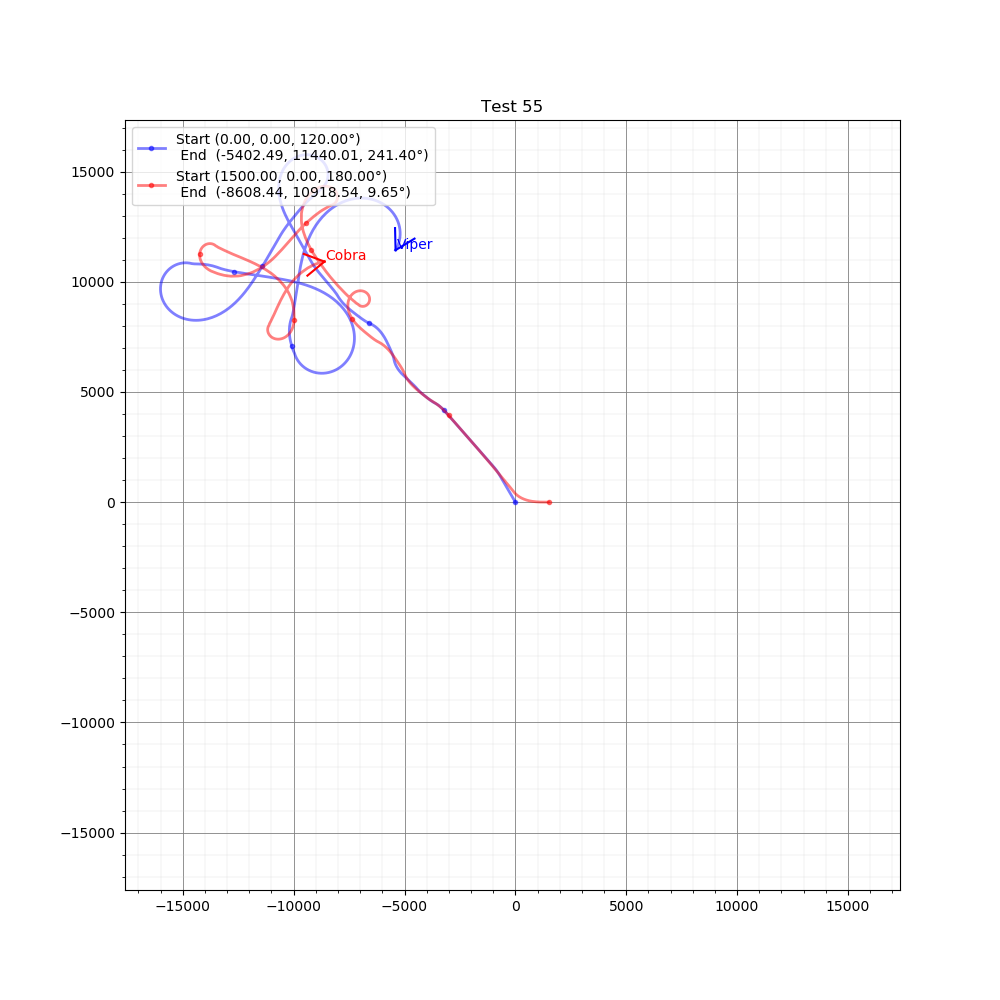 Test 55
Start (0.00, 0.00, 120.00°)
End (-5402.49, 11440.01, 241.40°)
Start (1500.00, 0.00, 180.00°)
End (-8608.44, 10918.54, 9.65°)
Viper
Cobra
15000
10000
5000
0
−5000
−10000
−15000
−15000 −10000 −5000 0 5000 10000 15000